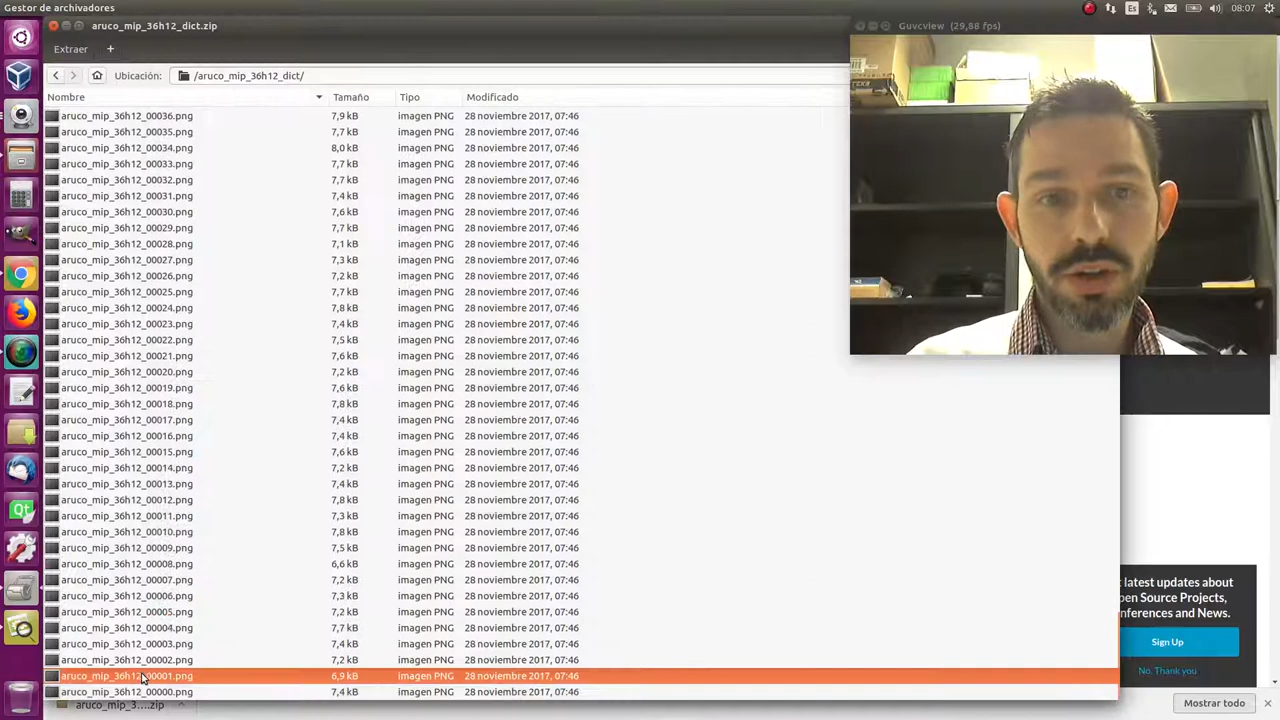 Gestor de archivadores
Es
08:07
aruco_mip_36h12_dict.zip
Guvcview (29,88 fps)
Extraer
+
Ubicación:
/aruco_mip_36h12_dict/
Nombre Tamaño Tipo Modificado
aruco_mip_36h12_00036.png 7,9 kB imagen PNG 28 noviembre 2017, 07:46
aruco_mip_36h12_00035.png 7,7 kB imagen PNG 28 noviembre 2017, 07:46
aruco_mip_36h12_00034.png 8,0 kB imagen PNG 28 noviembre 2017, 07:46
aruco_mip_36h12_00033.png 7,7 kB imagen PNG 28 noviembre 2017, 07:46
aruco_mip_36h12_00032.png 7,7 kB imagen PNG 28 noviembre 2017, 07:46
aruco_mip_36h12_00031.png 7,4 kB imagen PNG 28 noviembre 2017, 07:46
aruco_mip_36h12_00030.png 7,6 kB imagen PNG 28 noviembre 2017, 07:46
aruco_mip_36h12_00029.png 7,7 kB imagen PNG 28 noviembre 2017, 07:46
aruco_mip_36h12_00028.png 7,1 kB imagen PNG 28 noviembre 2017, 07:46
aruco_mip_36h12_00027.png 7,3 kB imagen PNG 28 noviembre 2017, 07:46
aruco_mip_36h12_00026.png 7,2 kB imagen PNG 28 noviembre 2017, 07:46
aruco_mip_36h12_00025.png 7,7 kB imagen PNG 28 noviembre 2017, 07:46
aruco_mip_36h12_00024.png 7,8 kB imagen PNG 28 noviembre 2017, 07:46
aruco_mip_36h12_00023.png 7,4 kB imagen PNG 28 noviembre 2017, 07:46
aruco_mip_36h12_00022.png 7,5 kB imagen PNG 28 noviembre 2017, 07:46
aruco_mip_36h12_00021.png 7,6 kB imagen PNG 28 noviembre 2017, 07:46
aruco_mip_36h12_00020.png 7,2 kB imagen PNG 28 noviembre 2017, 07:46
aruco_mip_36h12_00019.png 7,6 kB imagen PNG 28 noviembre 2017, 07:46
aruco_mip_36h12_00018.png 7,8 kB imagen PNG 28 noviembre 2017, 07:46
aruco_mip_36h12_00017.png 7,4 kB imagen PNG 28 noviembre 2017, 07:46
aruco_mip_36h12_00016.png 7,4 kB imagen PNG 28 noviembre 2017, 07:46
aruco_mip_36h12_00015.png 7,6 kB imagen PNG 28 noviembre 2017, 07:46
aruco_mip_36h12_00014.png 7,2 kB imagen PNG 28 noviembre 2017, 07:46
aruco_mip_36h12_00013.png 7,4 kB imagen PNG 28 noviembre 2017, 07:46
aruco_mip_36h12_00012.png 7,8 kB imagen PNG 28 noviembre 2017, 07:46
aruco_mip_36h12_00011.png 7,3 kB imagen PNG 28 noviembre 2017, 07:46
aruco_mip_36h12_00010.png 7,8 kB imagen PNG 28 noviembre 2017, 07:46
aruco_mip_36h12_00009.png 7,5 kB imagen PNG 28 noviembre 2017, 07:46
aruco_mip_36h12_00008.png 6,6 kB imagen PNG 28 noviembre 2017, 07:46
aruco_mip_36h12_00007.png 7,2 kB imagen PNG 28 noviembre 2017, 07:46
aruco_mip_36h12_00006.png 7,3 kB imagen PNG 28 noviembre 2017, 07:46
aruco_mip_36h12_00005.png 7,2 kB imagen PNG 28 noviembre 2017, 07:46
aruco_mip_36h12_00004.png 7,7 kB imagen PNG 28 noviembre 2017, 07:46
aruco_mip_36h12_00003.png 7,4 kB imagen PNG 28 noviembre 2017, 07:46
aruco_mip_36h12_00002.png 7,2 kB imagen PNG 28 noviembre 2017, 07:46
aruco_mip_36h12_00001.png 6,9 kB imagen PNG 28 noviembre 2017, 07:46
aruco_mip_36h12_00000.png 7,4 kB imagen PNG 28 noviembre 2017, 07:46
latest updates about
pen Source Projects,
nferences and News.
Sign Up
No, Thank you
Qt
aruco_mip_3....zip
Mostrar todo